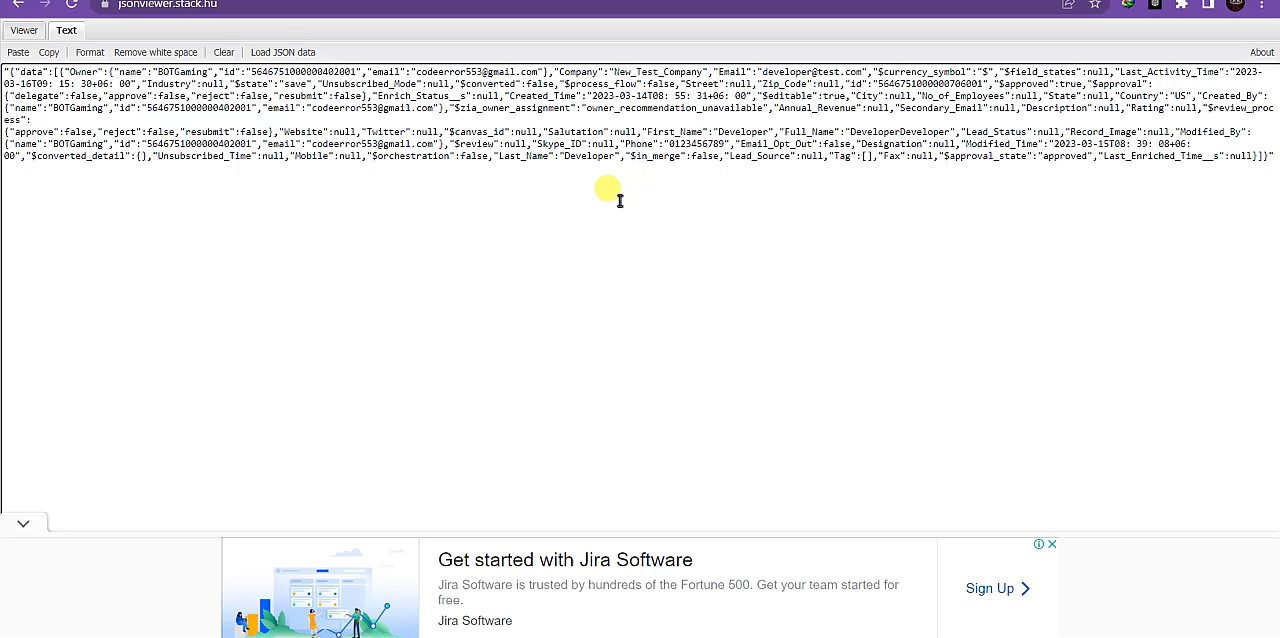 jsonviewer.stack.hu
Viewer Text
Paste Copy | Format Remove white space | Clear | Load JSON data About
"{"data":[{"Owner":{"name":"BOTGaming","id":"5646751000000402001","email":"codeerror553@gmail.com"},"Company":"New_Test_Company","Email":"developer@test.com","$currency_symbol":"$","$field_states":null,"Last_Activity_Time":"2023-
03-16T09: 15: 30+06: 00","Industry":null,"$state":"save","Unsubscribed_Mode":null,"$converted":false,"$process_flow":false,"Street":null,"Zip_Code":null,"id":"5646751000000706001","$approved":true,"$approval":
{"delegate":false,"approve":false,"reject":false,"resubmit":false},"Enrich_Status__s":null,"Created_Time":"2023-03-14T08: 55: 31+06: 00","$editable":true,"City":null,"No_of_Employees":null,"State":null,"Country":"US","Created_By":
{"name":"BOTGaming","id":"5646751000000402001","email":"codeerror553@gmail.com"},"$zia_owner_assignment":"owner_recommendation_unavailable","Annual_Revenue":null,"Secondary_Email":null,"Description":null,"Rating":null,"$review_proc
ess":
{"approve":false,"reject":false,"resubmit":false},"Website":null,"Twitter":null,"$canvas_id":null,"Salutation":null,"First_Name":"Developer","Full_Name":"DeveloperDeveloper","Lead_Status":null,"Record_Image":null,"Modified_By":
{"name":"BOTGaming","id":"5646751000000402001","email":"codeerror553@gmail.com"},"$review":null,"Skype_ID":null,"Phone":"0123456789","Email_Opt_Out":false,"Designation":null,"Modified_Time":"2023-03-15T08: 39: 08+06:
00","$converted_detail":{},"Unsubscribed_Time":null,"Mobile":null,"$orchestration":false,"Last_Name":"Developer","$in_merge":false,"Lead_Source":null,"Tag":[],"Fax":null,"$approval_state":"approved","Last_Enriched_Time__s":null}]}"
Get started with Jira Software
Jira Software is trusted by hundreds of the Fortune 500. Get your team started for
free.
Jira Software
Sign Up